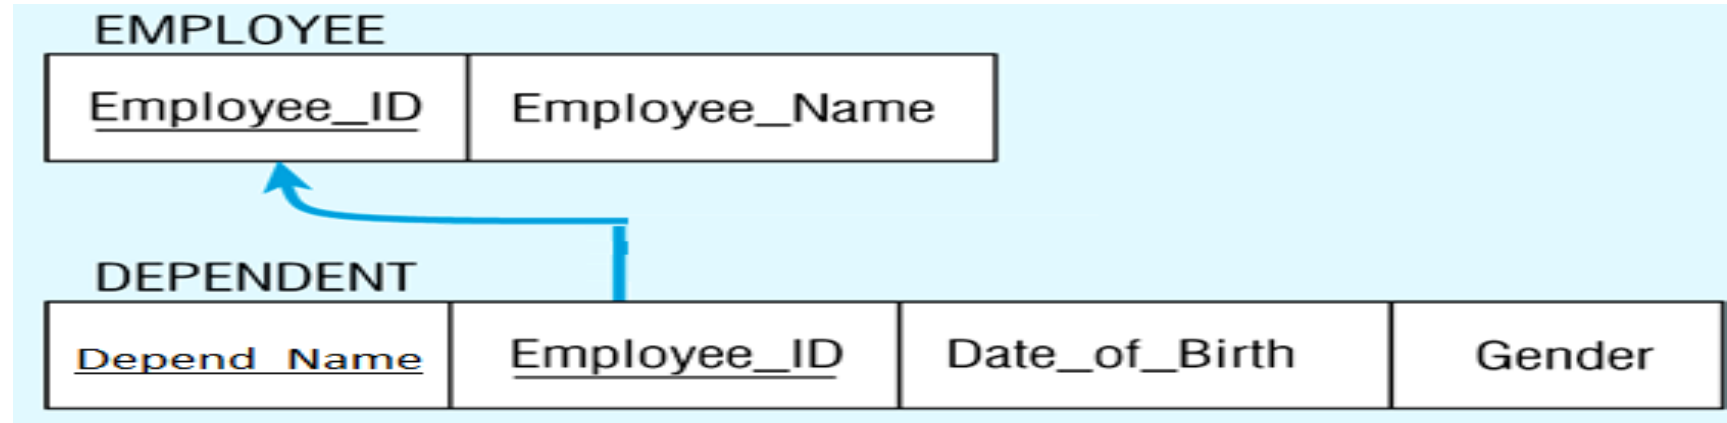 EMPLOYEE
Employee_ID Employee_Name
DEPENDENT
Depend_Name Employee_ID Date_of_Birth Gender